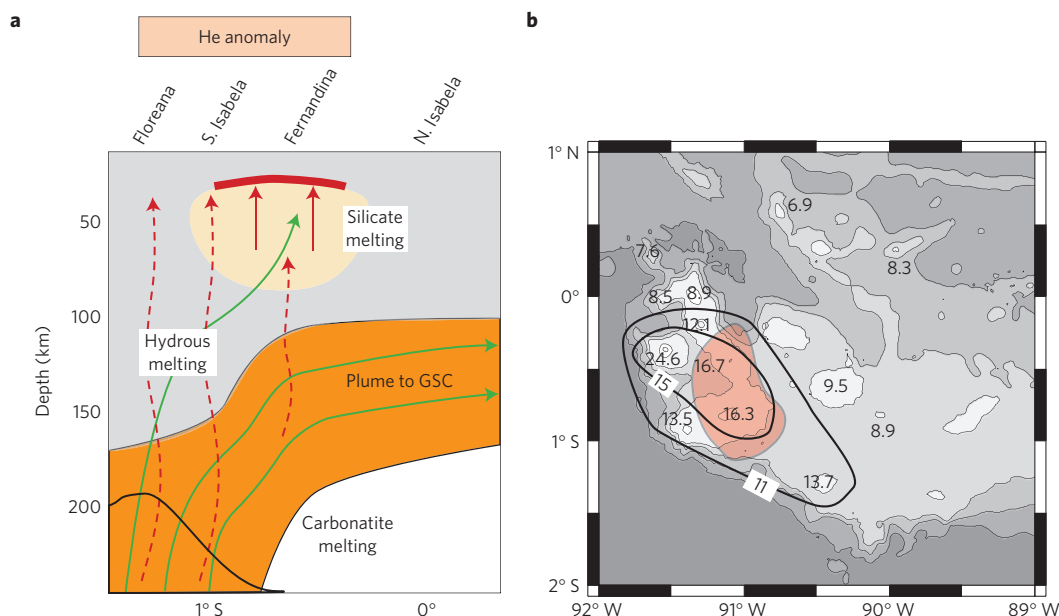 a
He anomaly
Floreana
S. Isabela
Fernandina
N. Isabela
50
100
150
200
Depth (km)
Silicate
melting
Hydrous
melting
Plume to GSC
Carbonatite
melting
1° S
0°
b
1° N
0°
1° S
2° S
92° W
91° W
90° W
89° W
6.9
7.6
8.3
8.5
8.9
12.1
24.6
16.7
15
9.5
13.5
16.3
8.9
11
13.7